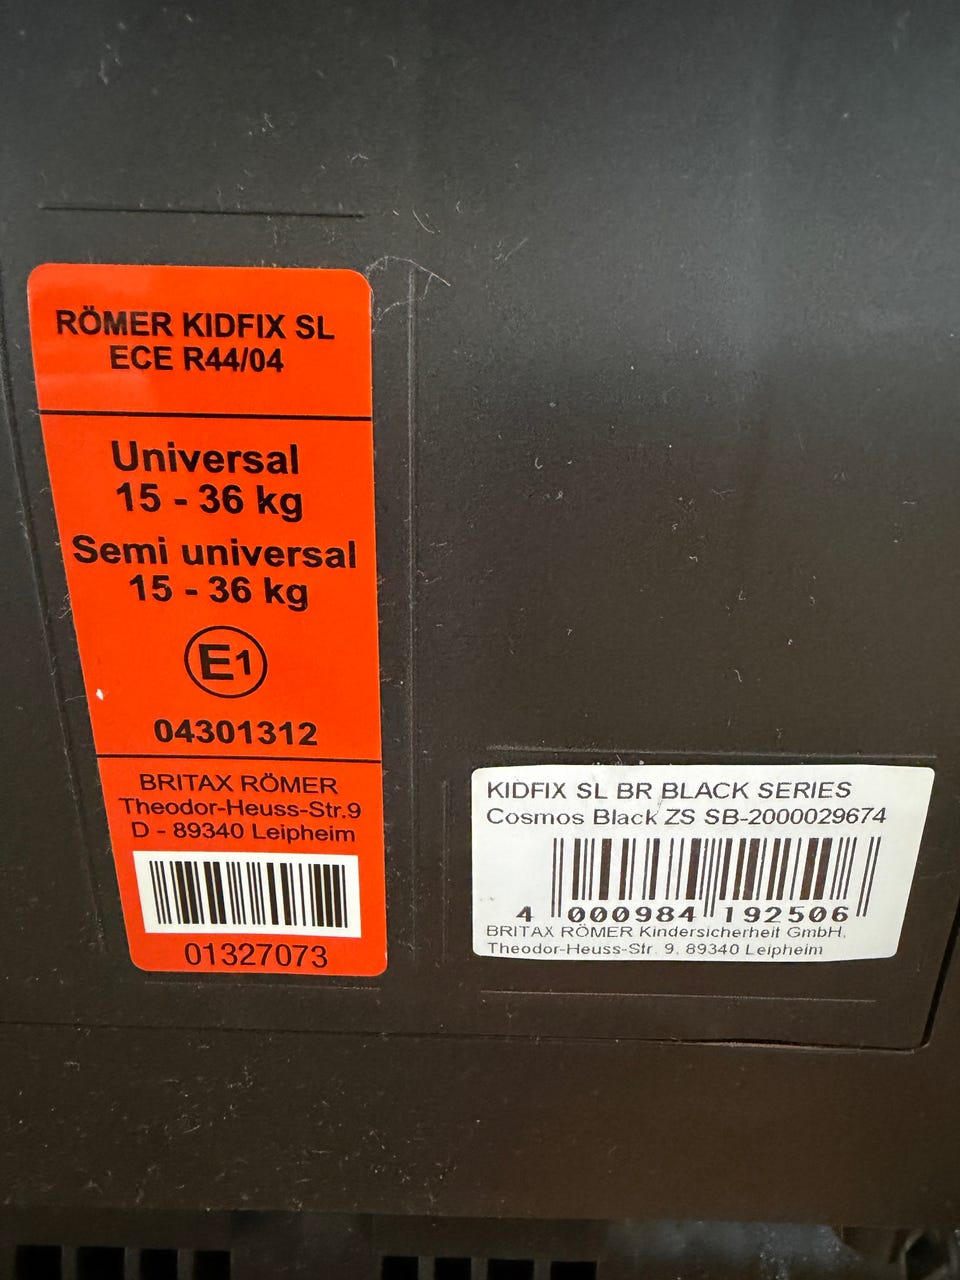 RÖMER KIDFIX SL
ECE R44/04
Universal
15 - 36 kg
Semi universal
15 - 36 kg
E1
04301312
BRITAX RÖMER
Theodor-Heuss-Str.9
D - 89340 Leipheim
01327073
KIDFIX SL BR BLACK SERIES
Cosmos Black ZS SB-2000029674
4 000984 192506
BRITAX RÖMER Kindersicherheit GmbH,
Theodor-Heuss-Str. 9, 89340 Leipheim